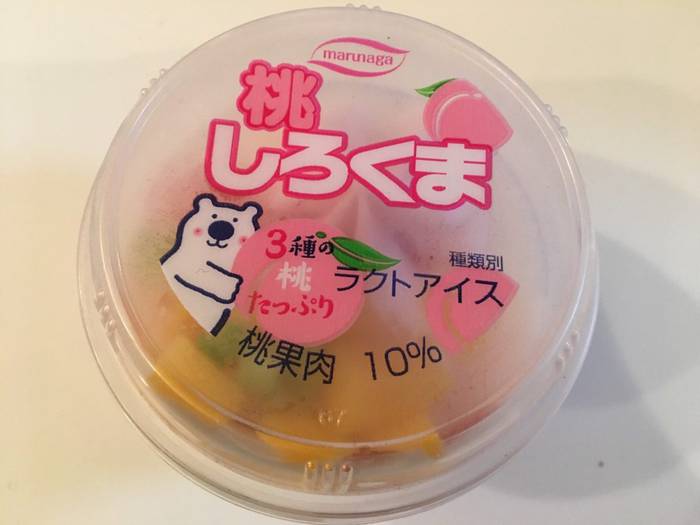 marunaga
桃
しろくま
3種の
桃
たっぷり
種類別
ラクトアイス
桃果肉 10%